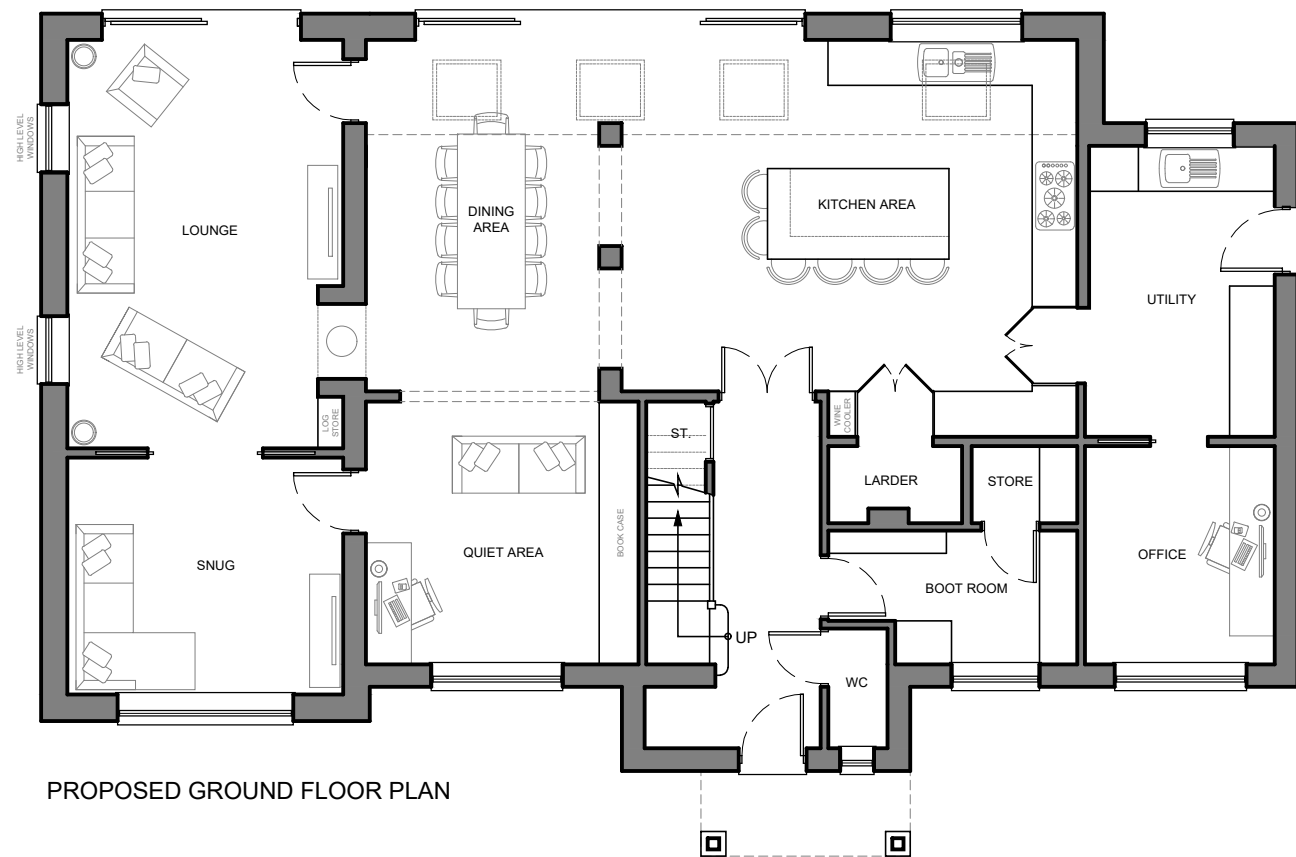 HIGH LEVEL
WINDOWS
LOUNGE
DINING
AREA
KITCHEN AREA
UTILITY
HIGH LEVEL
WINDOWS
LOG
STORE
WINE
COOLER
ST.
LARDER
STORE
BOOK CASE
QUIET AREA
SNUG
BOOT ROOM
OFFICE
UP
WC
PROPOSED GROUND FLOOR PLAN